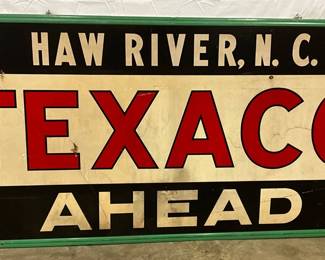 HAW RIVER, N. C.
TEXACO
AHEAD